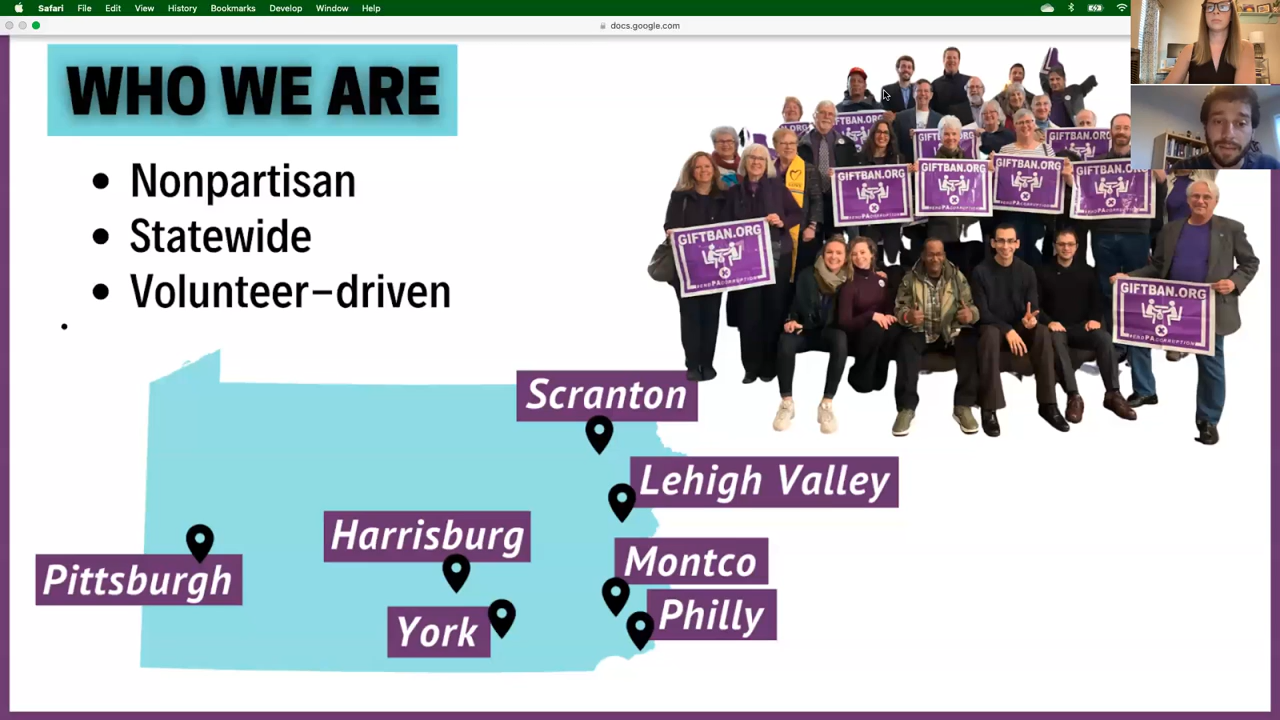 Safari File Edit View History Bookmarks Develop Window Help
docs.google.com
WHO WE ARE
• Nonpartisan
• Statewide
• Volunteer-driven
•
GIFTBAN.ORG
GIFTBAN.ORG
GIFTBAN.ORG
GIFTBAN.ORG
GIFTBAN.ORG
#ENDPACORRUPTION
GIFTBAN.ORG
#ENDPACORRUPTION
Scranton
Lehigh Valley
Harrisburg
Montco
Pittsburgh
Philly
York